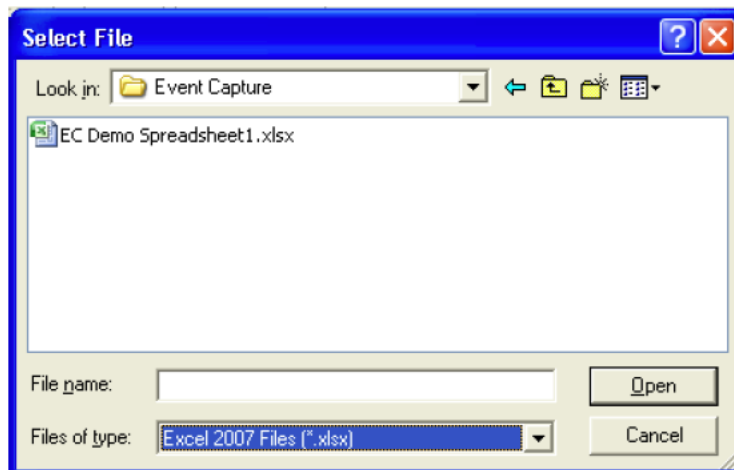 Select File
Look in: Event Capture
EC Demo Spreadsheet1.xlsx
File name: Open
Files of type: Excel 2007 Files (*.xlsx) Cancel